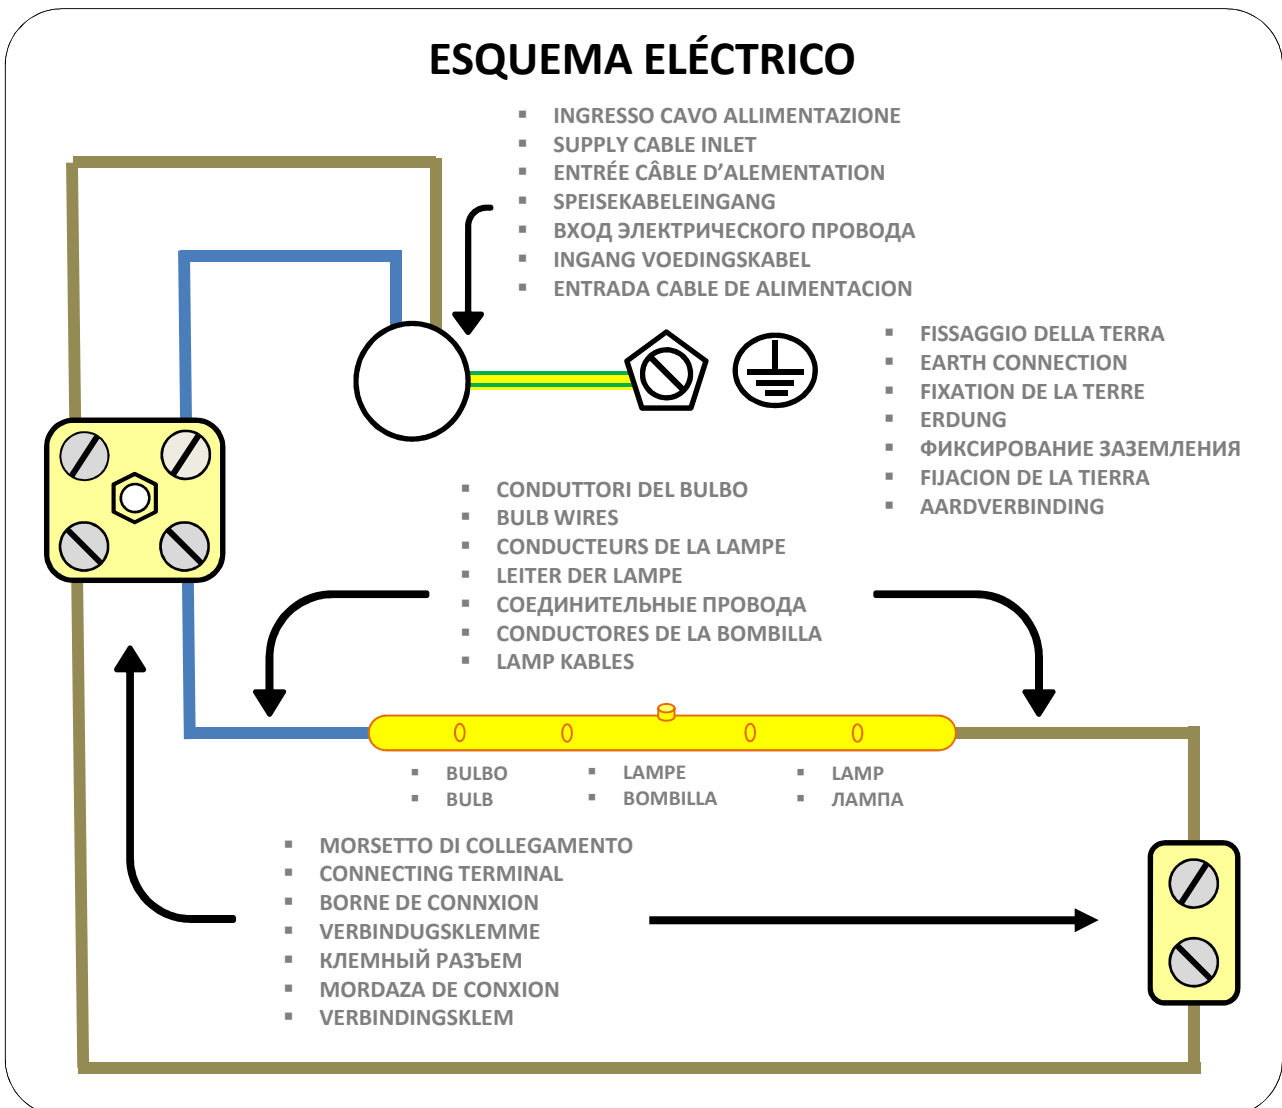 ESQUEMA ELÉCTRICO
▪ INGRESSO CAVO ALLIMENTAZIONE
▪ SUPPLY CABLE INLET
▪ ENTRÉE CÂBLE D’ALEMENTATION
▪ SPEISEKABELEINGANG
▪ ВХОД ЭЛЕКТРИЧЕСКОГО ПРОВОДА
▪ INGANG VOEDINGSKABEL
▪ ENTRADA CABLE DE ALIMENTACION
▪ FISSAGGIO DELLA TERRA
▪ EARTH CONNECTION
▪ FIXATION DE LA TERRE
▪ ERDUNG
▪ ФИКСИРОВАНИЕ ЗАЗЕМЛЕНИЯ
▪ FIJACION DE LA TIERRA
▪ AARDVERBINDING
▪ CONDUTTORI DEL BULBO
▪ BULB WIRES
▪ CONDUCTEURS DE LA LAMPE
▪ LEITER DER LAMPE
▪ СОЕДИНИТЕЛЬНЫЕ ПРОВОДА
▪ CONDUCTORES DE LA BOMBILLA
▪ LAMP KABLES
▪ BULBO
▪ BULB
▪ LAMPE
▪ BOMBILLA
▪ LAMP
▪ ЛАМПА
▪ MORSETTO DI COLLEGAMENTO
▪ CONNECTING TERMINAL
▪ BORNE DE CONNXION
▪ VERBINDUGSKLEMME
▪ КЛЕМНЫЙ РАЗЪЕМ
▪ MORDAZA DE CONXION
▪ VERBINDINGSKLEM